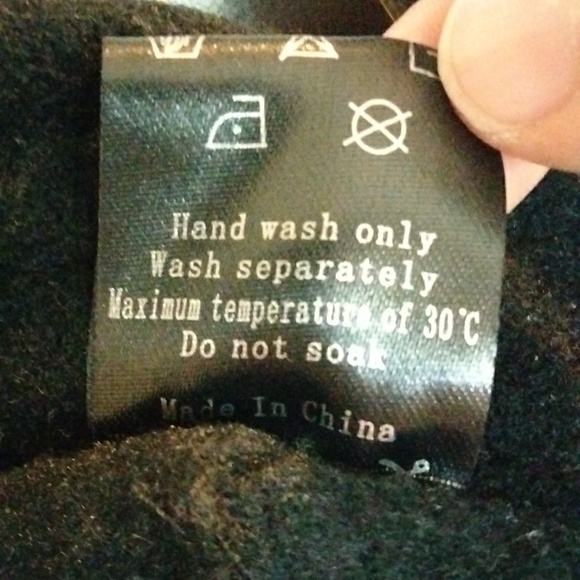 Hand wash only
Wash separately
Maximum temperature of 30°C
Do not soak
Made In China